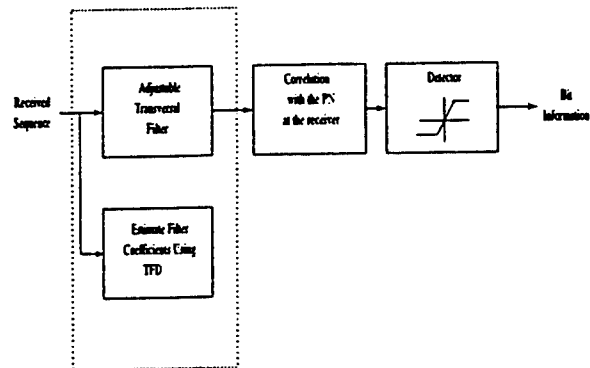 Received
Sequence
Adjustable
Transversal
Filter
Correlation
with the PN
at the receiver
Detector
Bit
Information
Estimate Filter
Coefficients Using
TFD